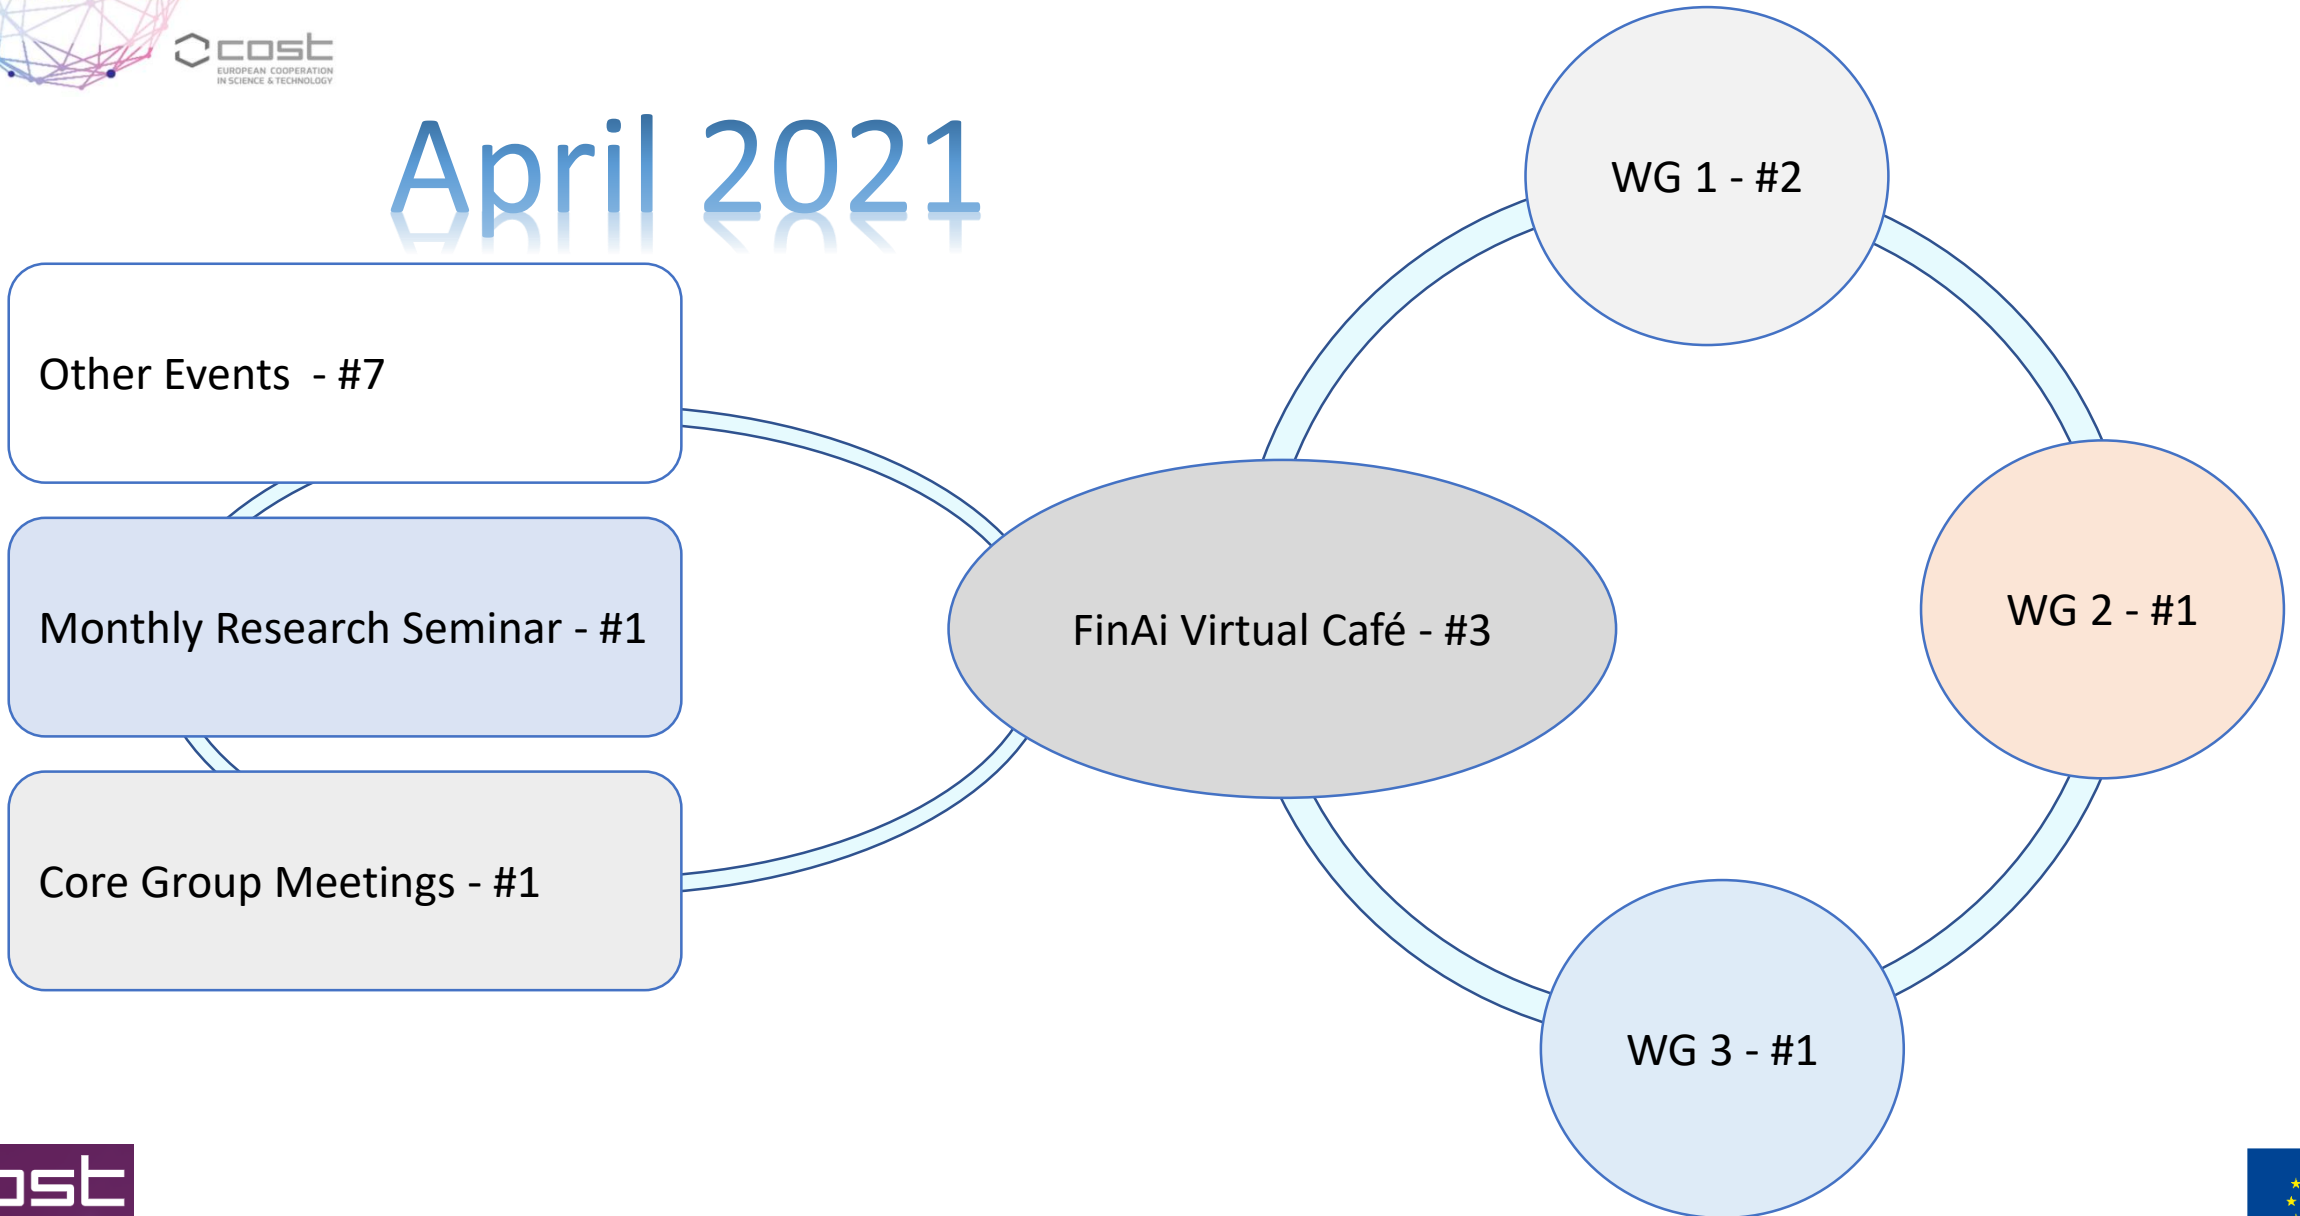 cost
EUROPEAN COOPERATION
IN SCIENCE & TECHNOLOGY
April 2021
Other Events  - #7
Monthly Research Seminar - #1
Core Group Meetings - #1
FinAi Virtual Café - #3
WG 1 - #2
WG 2 - #1
WG 3 - #1